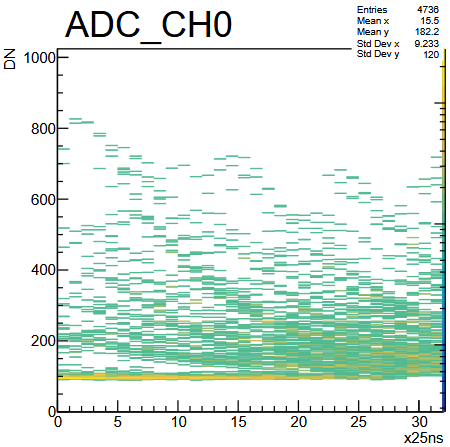 ADC_CH0
Entries 4736
Mean x 15.5
Mean y 182.2
Std Dev x 9.233
Std Dev y 120
DN
1000
800
600
400
200
0
0 5 10 15 20 25 30
x25ns